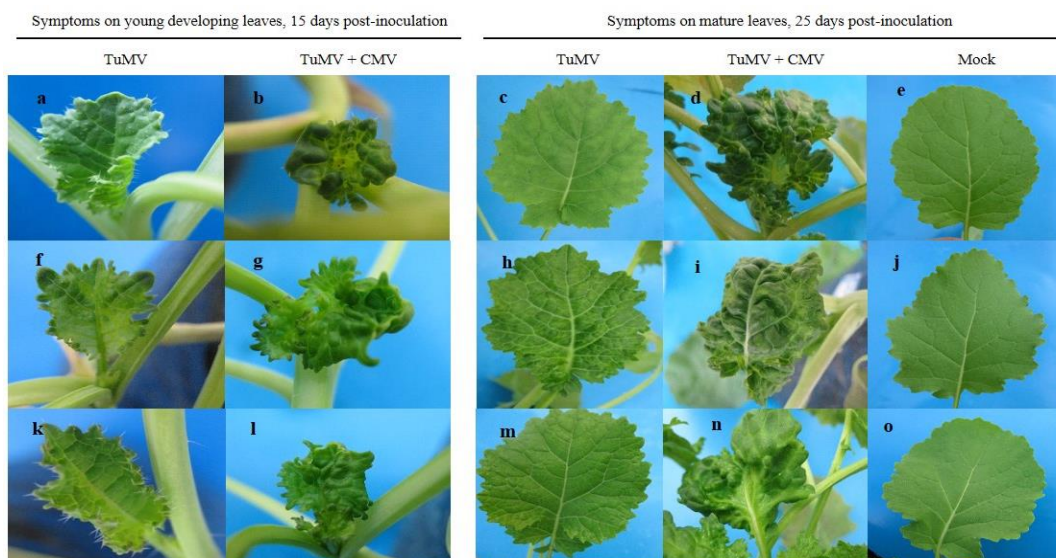 Symptoms on young developing leaves, 15 days post-inoculation
Symptoms on mature leaves, 25 days post-inoculation
TuMV
TuMV + CMV
TuMV
TuMV + CMV
Mock
a
b
c
d
e
f
g
h
i
j
k
l
m
n
o